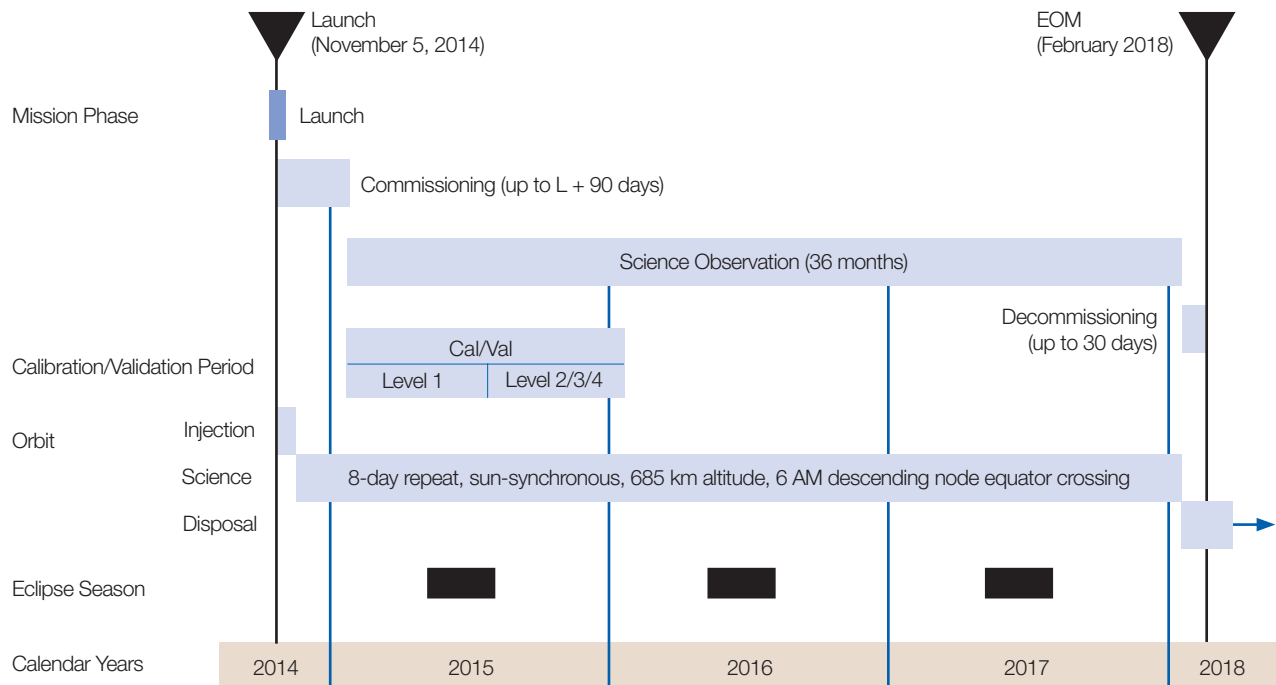 Launch
(November 5, 2014)
EOM
(February 2018)
Mission Phase
Launch
Commissioning (up to L + 90 days)
Science Observation (36 months)
Decommissioning
(up to 30 days)
Calibration/Validation Period
Cal/Val
Level 1
Level 2/3/4
Orbit
Injection
Science
8-day repeat, sun-synchronous, 685 km altitude, 6 AM descending node equator crossing
Disposal
Eclipse Season
Calendar Years
2014
2015
2016
2017
2018